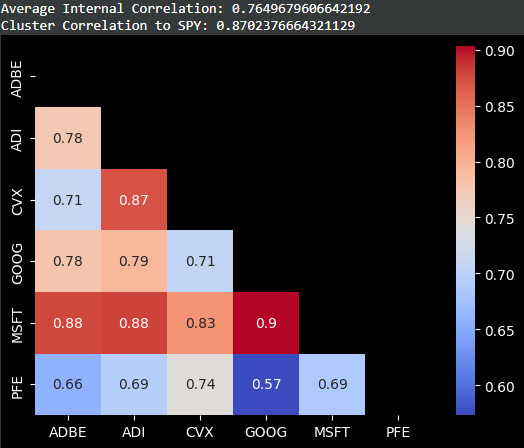 Average Internal Correlation: 0.7649679606642192
Cluster Correlation to SPY: 0.8702376664321129
ADBE
ADI 0.78
CVX 0.71 0.87
GOOG 0.78 0.79 0.71
MSFT 0.88 0.88 0.83 0.9
PFE 0.66 0.69 0.74 0.57 0.69
ADBE ADI CVX GOOG MSFT PFE
0.90
0.85
0.80
0.75
0.70
0.65
0.60